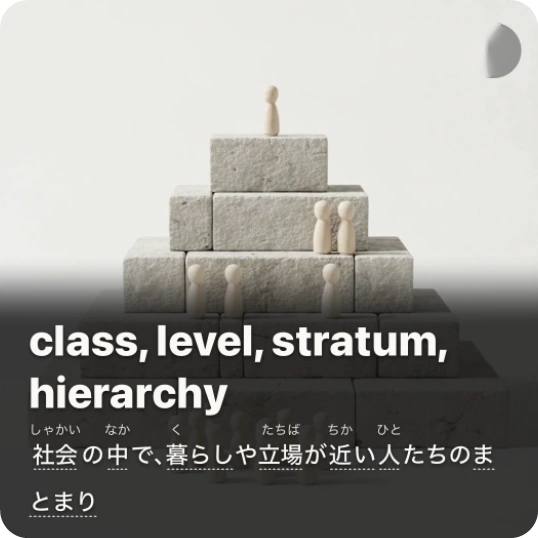 class, level, stratum,
hierarchy
しゃかい なか く たちば ちか ひと
社会の中で、暮らしや立場が近い人たちのま
とまり